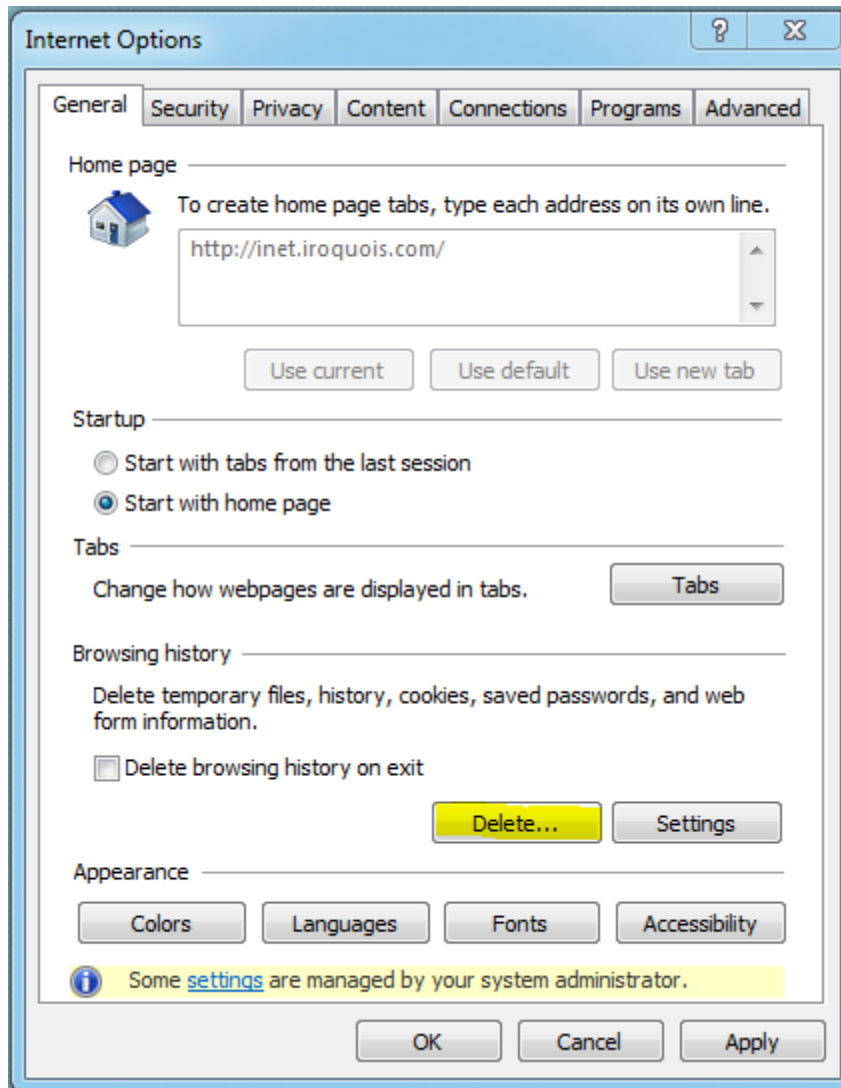 Internet Options
General Security Privacy Content Connections Programs Advanced
Home page
To create home page tabs, type each address on its own line.
http://inet.iroquois.com/
Use current Use default Use new tab
Startup
Start with tabs from the last session
Start with home page
Tabs
Change how webpages are displayed in tabs.
Tabs
Browsing history
Delete temporary files, history, cookies, saved passwords, and web
form information.
Delete browsing history on exit
Delete... Settings
Appearance
Colors Languages Fonts Accessibility
Some settings are managed by your system administrator.
OK Cancel Apply